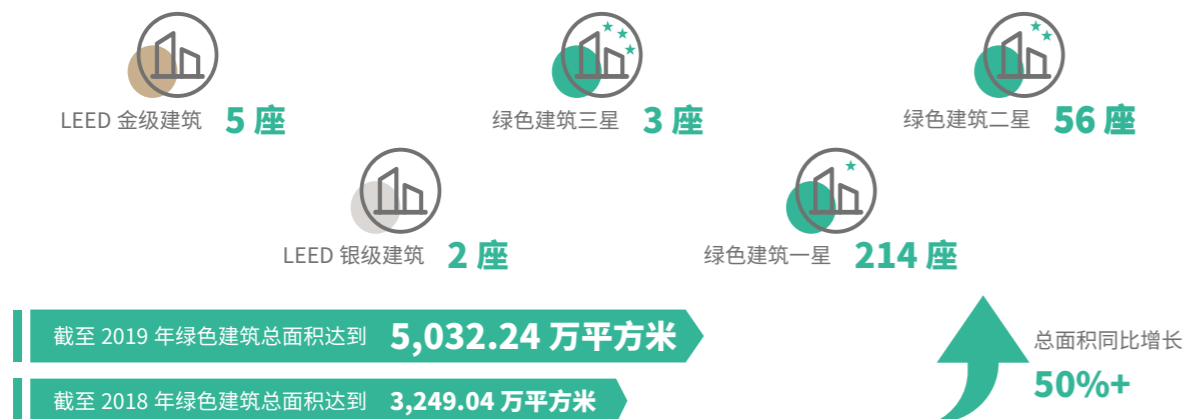 LEED 金级建筑 5 座
绿色建筑三星 3 座
绿色建筑二星 56 座
LEED 银级建筑 2 座
绿色建筑一星 214 座
截至 2019 年绿色建筑总面积达到 5,032.24 万平方米
截至 2018 年绿色建筑总面积达到 3,249.04 万平方米
总面积同比增长
50%+